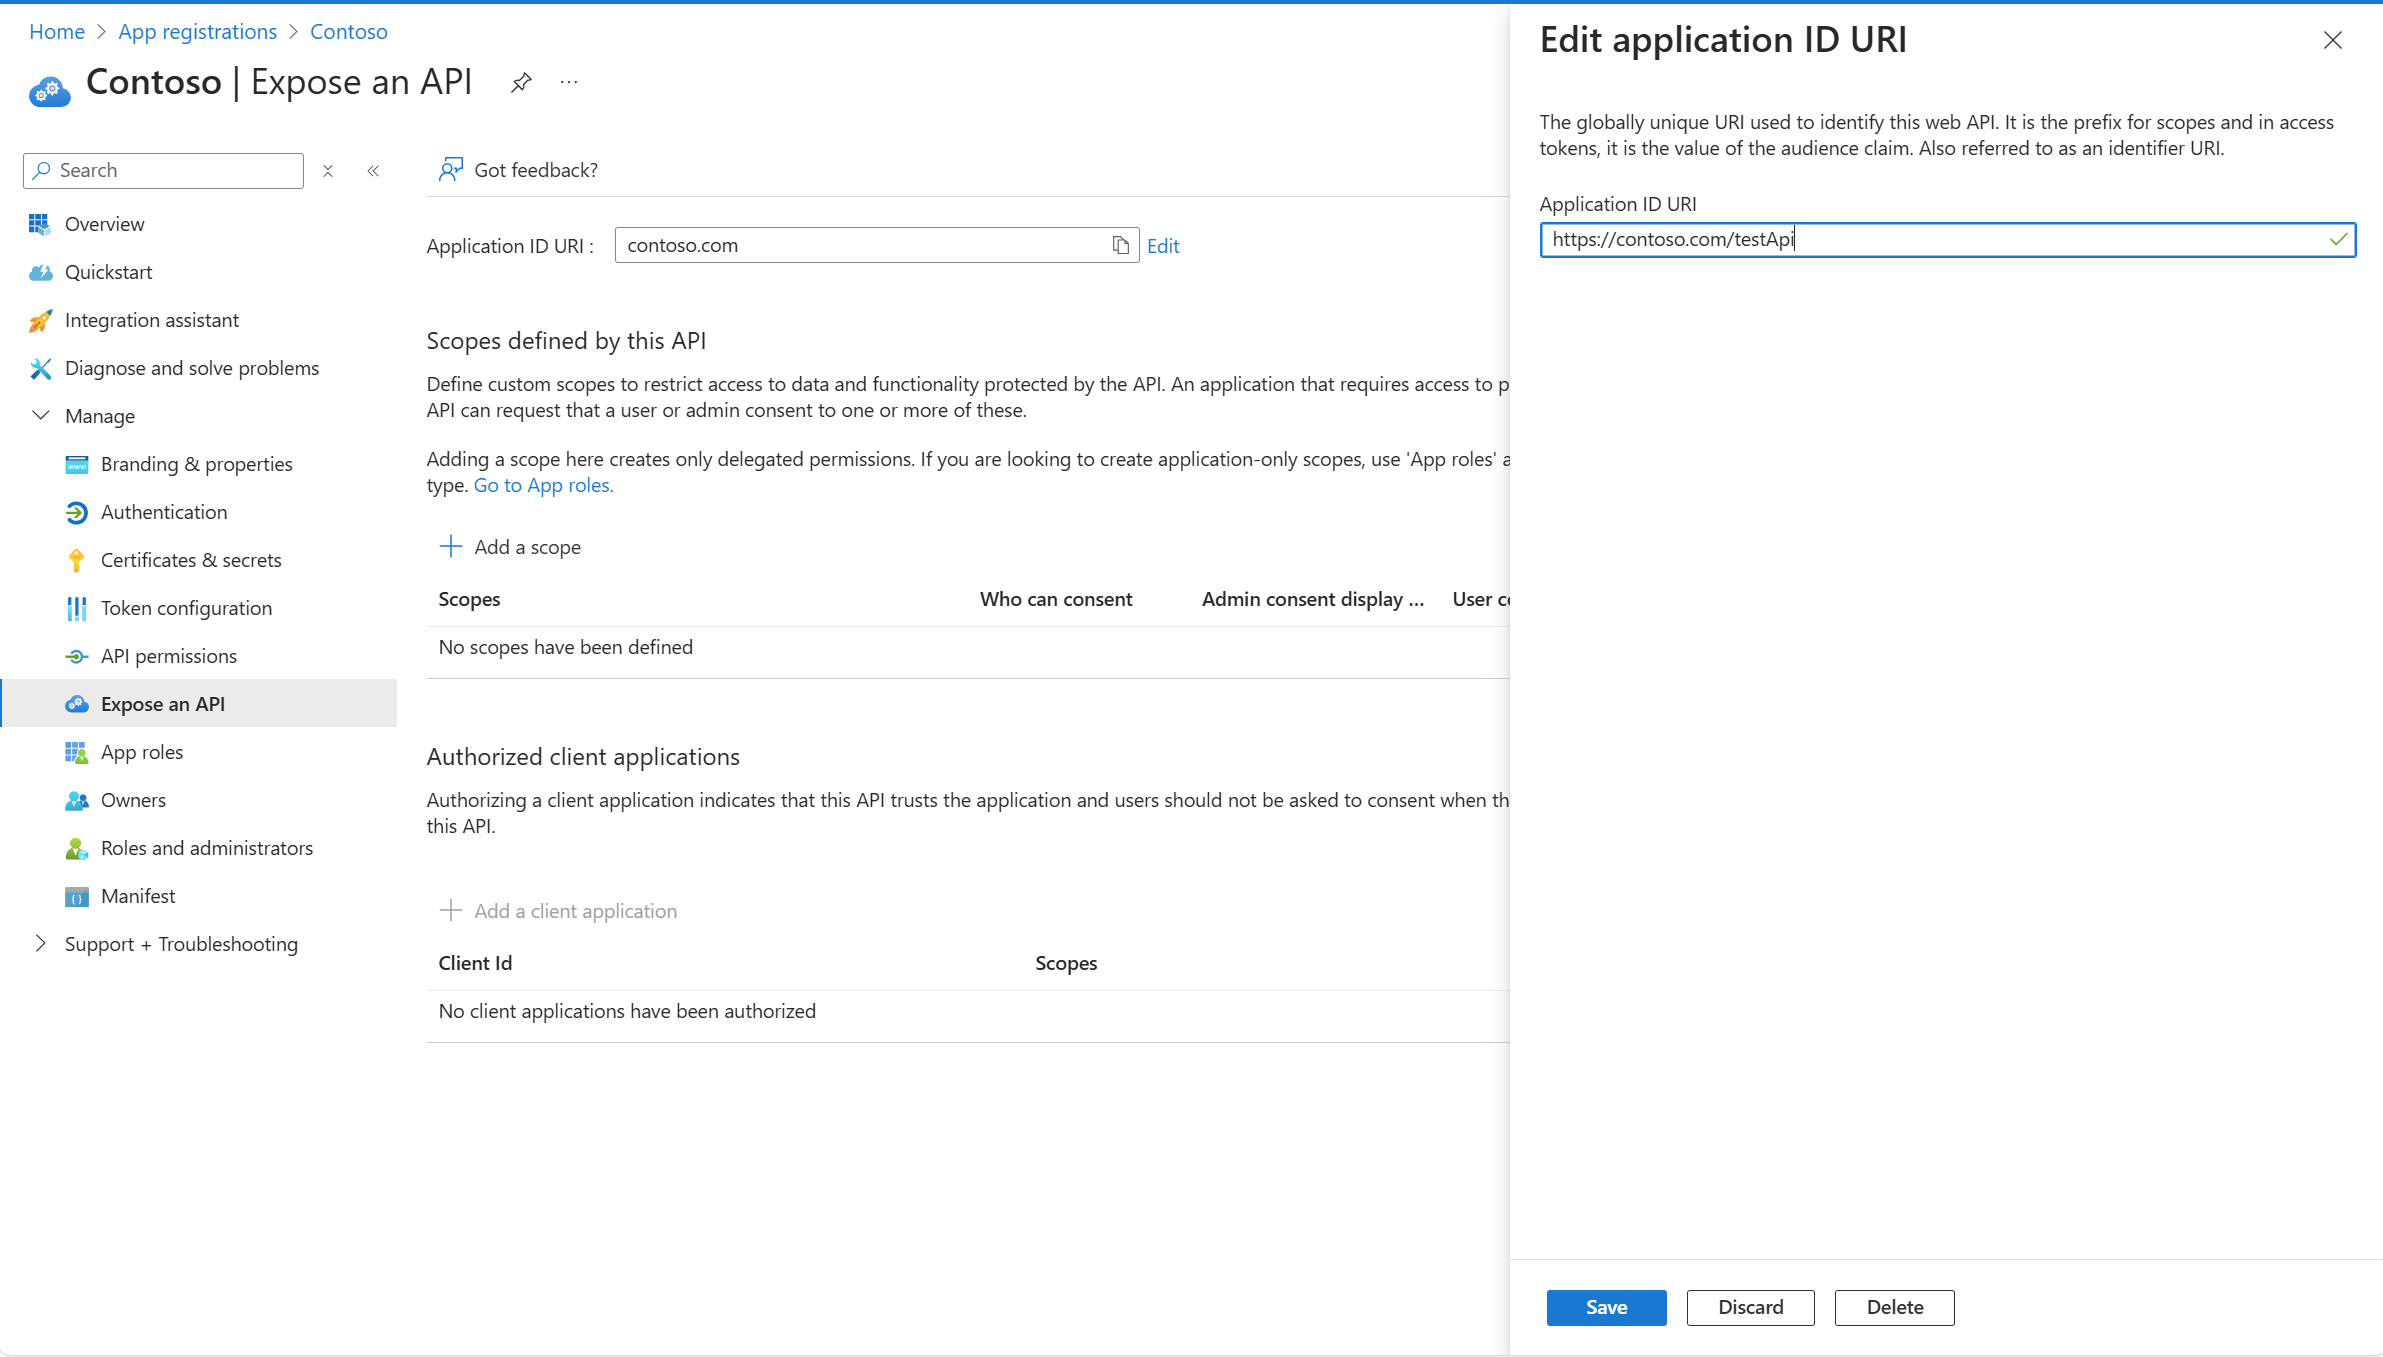 Home > App registrations > Contoso
Contoso | Expose an API
Search
Overview
Quickstart
Integration assistant
Diagnose and solve problems
Manage
Branding & properties
Authentication
Certificates & secrets
Token configuration
API permissions
Expose an API
App roles
Owners
Roles and administrators
Manifest
Support + Troubleshooting
Got feedback?
Application ID URI : contoso.com Edit
Scopes defined by this API
Define custom scopes to restrict access to data and functionality protected by the API. An application that requires access to p
API can request that a user or admin consent to one or more of these.
Adding a scope here creates only delegated permissions. If you are looking to create application-only scopes, use 'App roles' a
type. Go to App roles.
Add a scope
Scopes Who can consent Admin consent display ... User co
No scopes have been defined
Authorized client applications
Authorizing a client application indicates that this API trusts the application and users should not be asked to consent when th
this API.
Add a client application
Client Id Scopes
No client applications have been authorized
Edit application ID URI
The globally unique URI used to identify this web API. It is the prefix for scopes and in access
tokens, it is the value of the audience claim. Also referred to as an identifier URI.
Application ID URI
https://contoso.com/testApi
Save Discard Delete